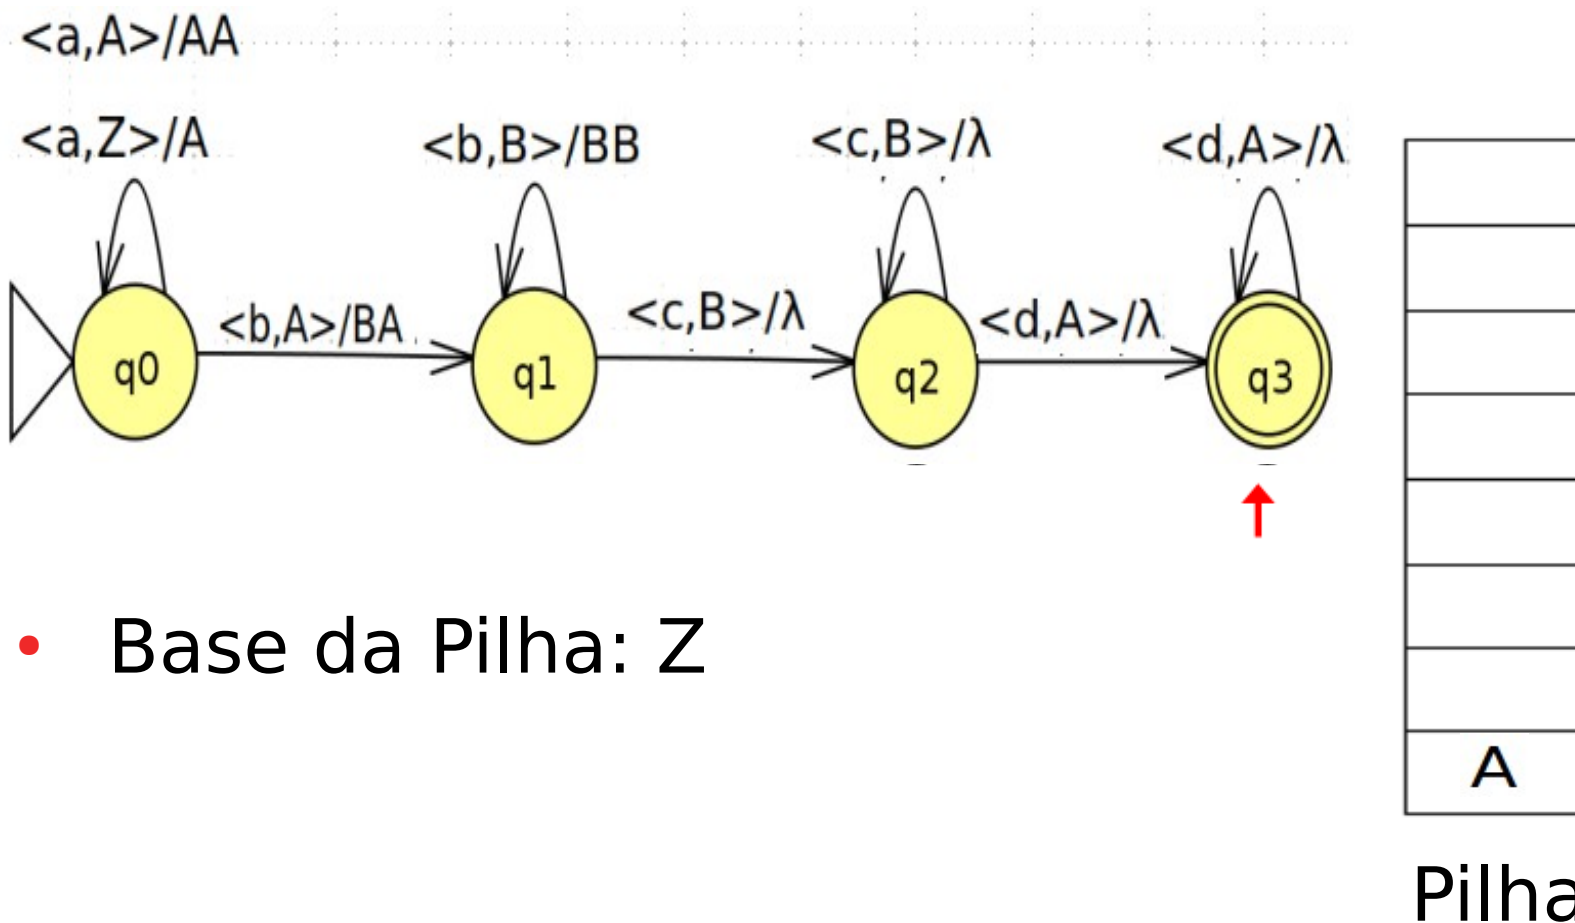 <a,A>/AA
<a,Z>/A
<b,B>/BB
<c,B>/λ
<d,A>/λ
<b,A>/BA
<c,B>/λ
<d,A>/λ
q0
q1
q2
q3
• Base da Pilha: Z
A
Pilha